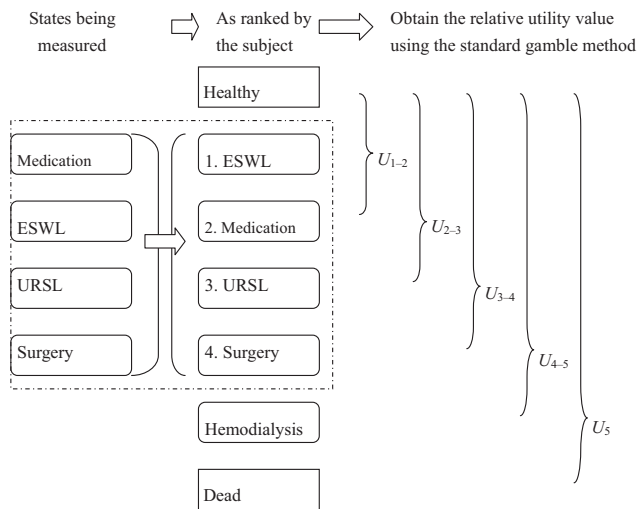 States being
measured
As ranked by
the subject
Obtain the relative utility value
using the standard gamble method
Healthy
Medication
ESWL
URSL
Surgery
1. ESWL
2. Medication
3. URSL
4. Surgery
Hemodialysis
Dead
U1–2
U2–3
U3–4
U4–5
U5